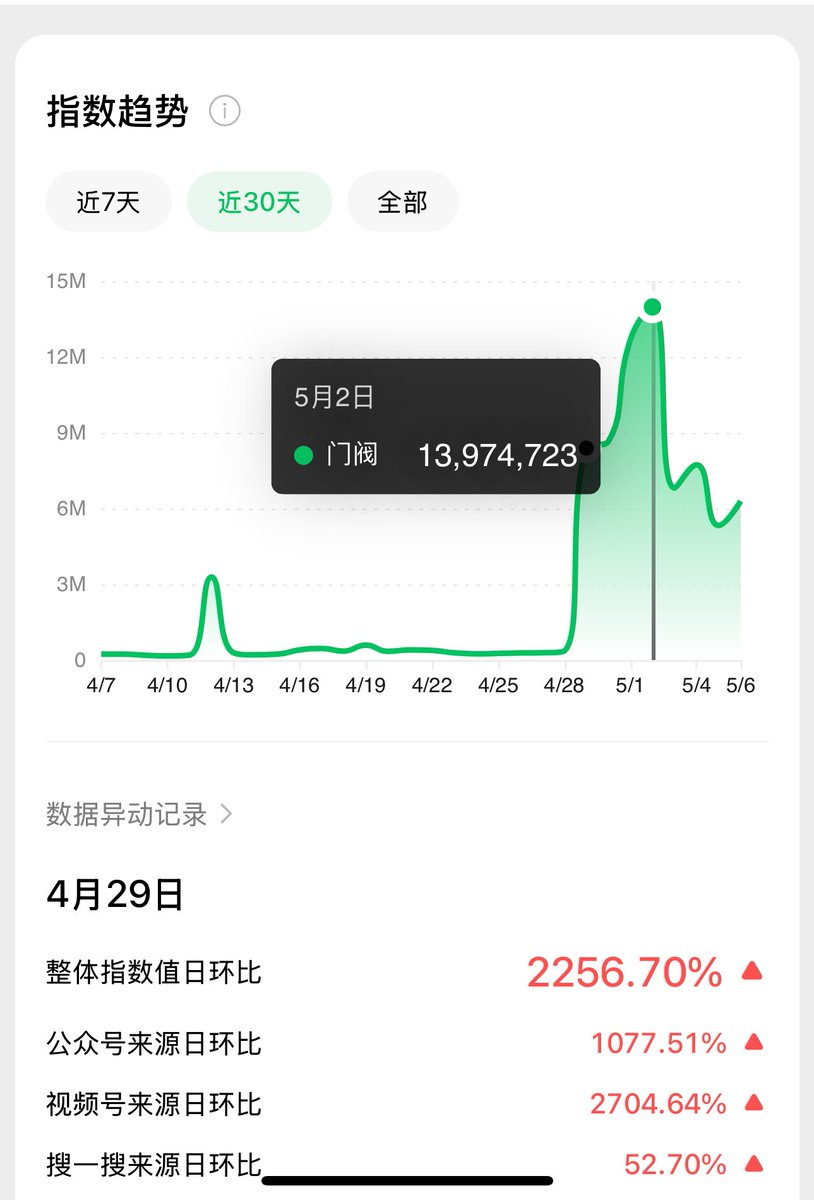 指数趋势
近7天 近30天 全部
15M
12M
9M
6M
3M
0
5月2日
门阀 13,974,723
4/7 4/10 4/13 4/16 4/19 4/22 4/25 4/28 5/1 5/4 5/6
数据异动记录
4月29日
整体指数值日环比 2256.70%
公众号来源日环比 1077.51%
视频号来源日环比 2704.64%
搜一搜来源日环比 52.70%